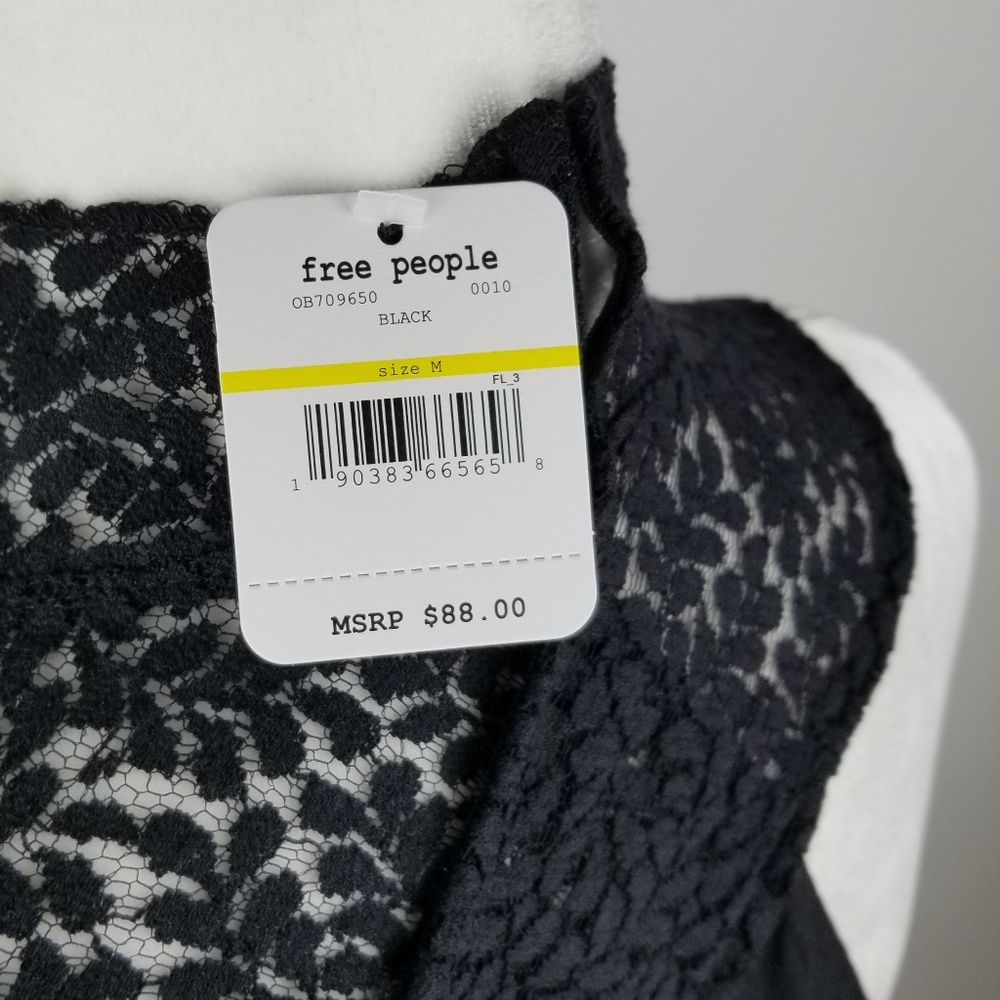 free people
OB709650 0010
BLACK
size M
FL_3
1 90383 66565 8
MSRP $88.00